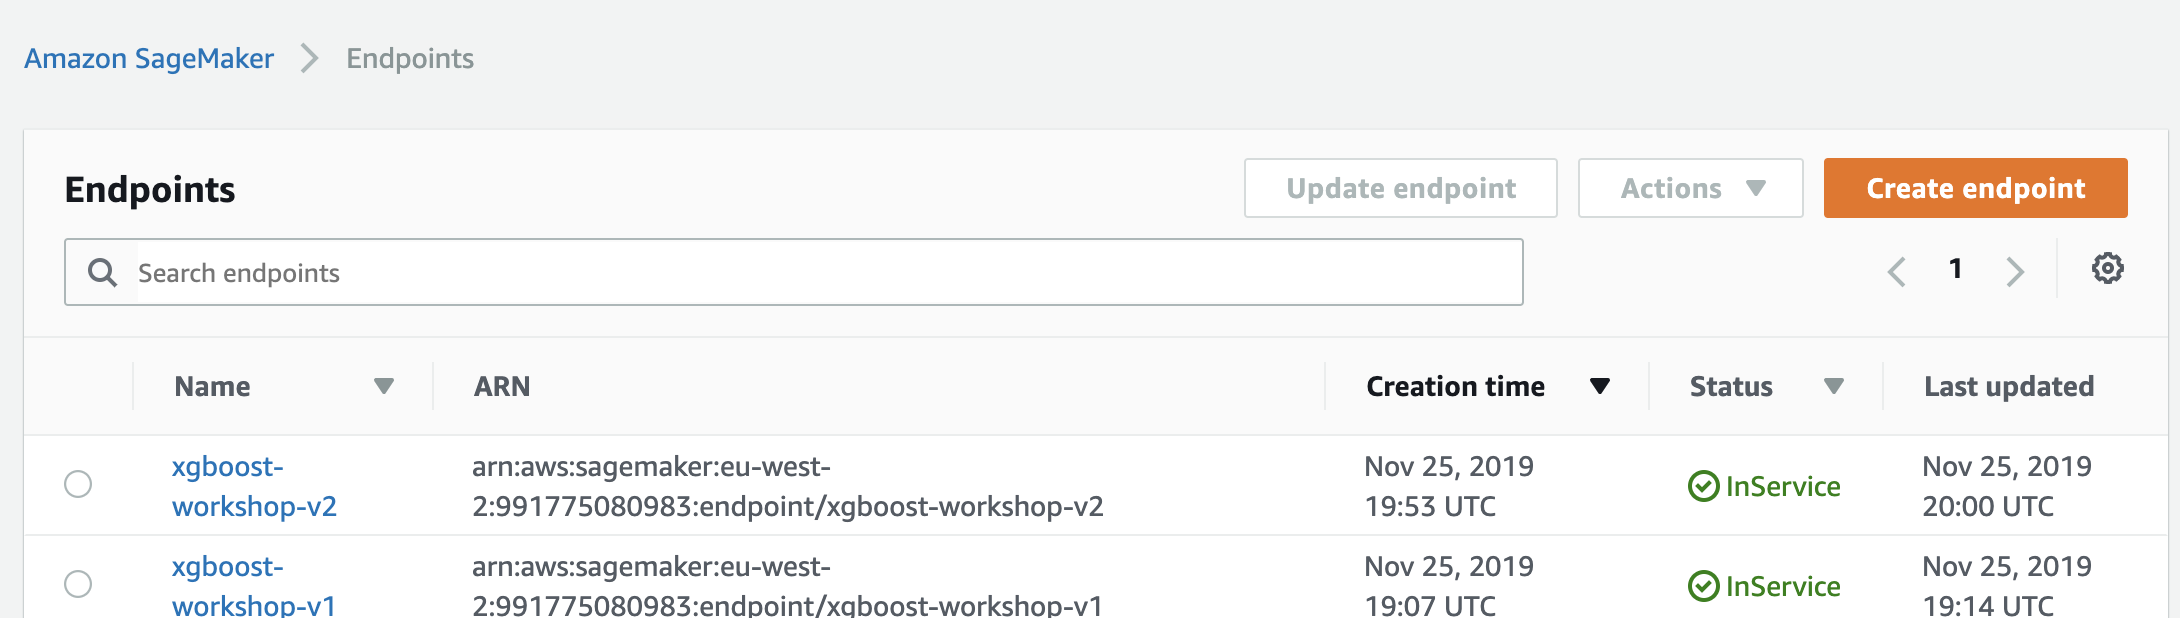 Amazon SageMaker > Endpoints
Endpoints
Update endpoint
Actions
Create endpoint
Search endpoints
1
Name
ARN
Creation time
Status
Last updated
xgboost-
workshop-v2
arn:aws:sagemaker:eu-west-
2:991775080983:endpoint/xgboost-workshop-v2
Nov 25, 2019
19:53 UTC
InService
Nov 25, 2019
20:00 UTC
xgboost-
workshop-v1
arn:aws:sagemaker:eu-west-
2:991775080983:endpoint/xgboost-workshop-v1
Nov 25, 2019
19:07 UTC
InService
Nov 25, 2019
19:14 UTC